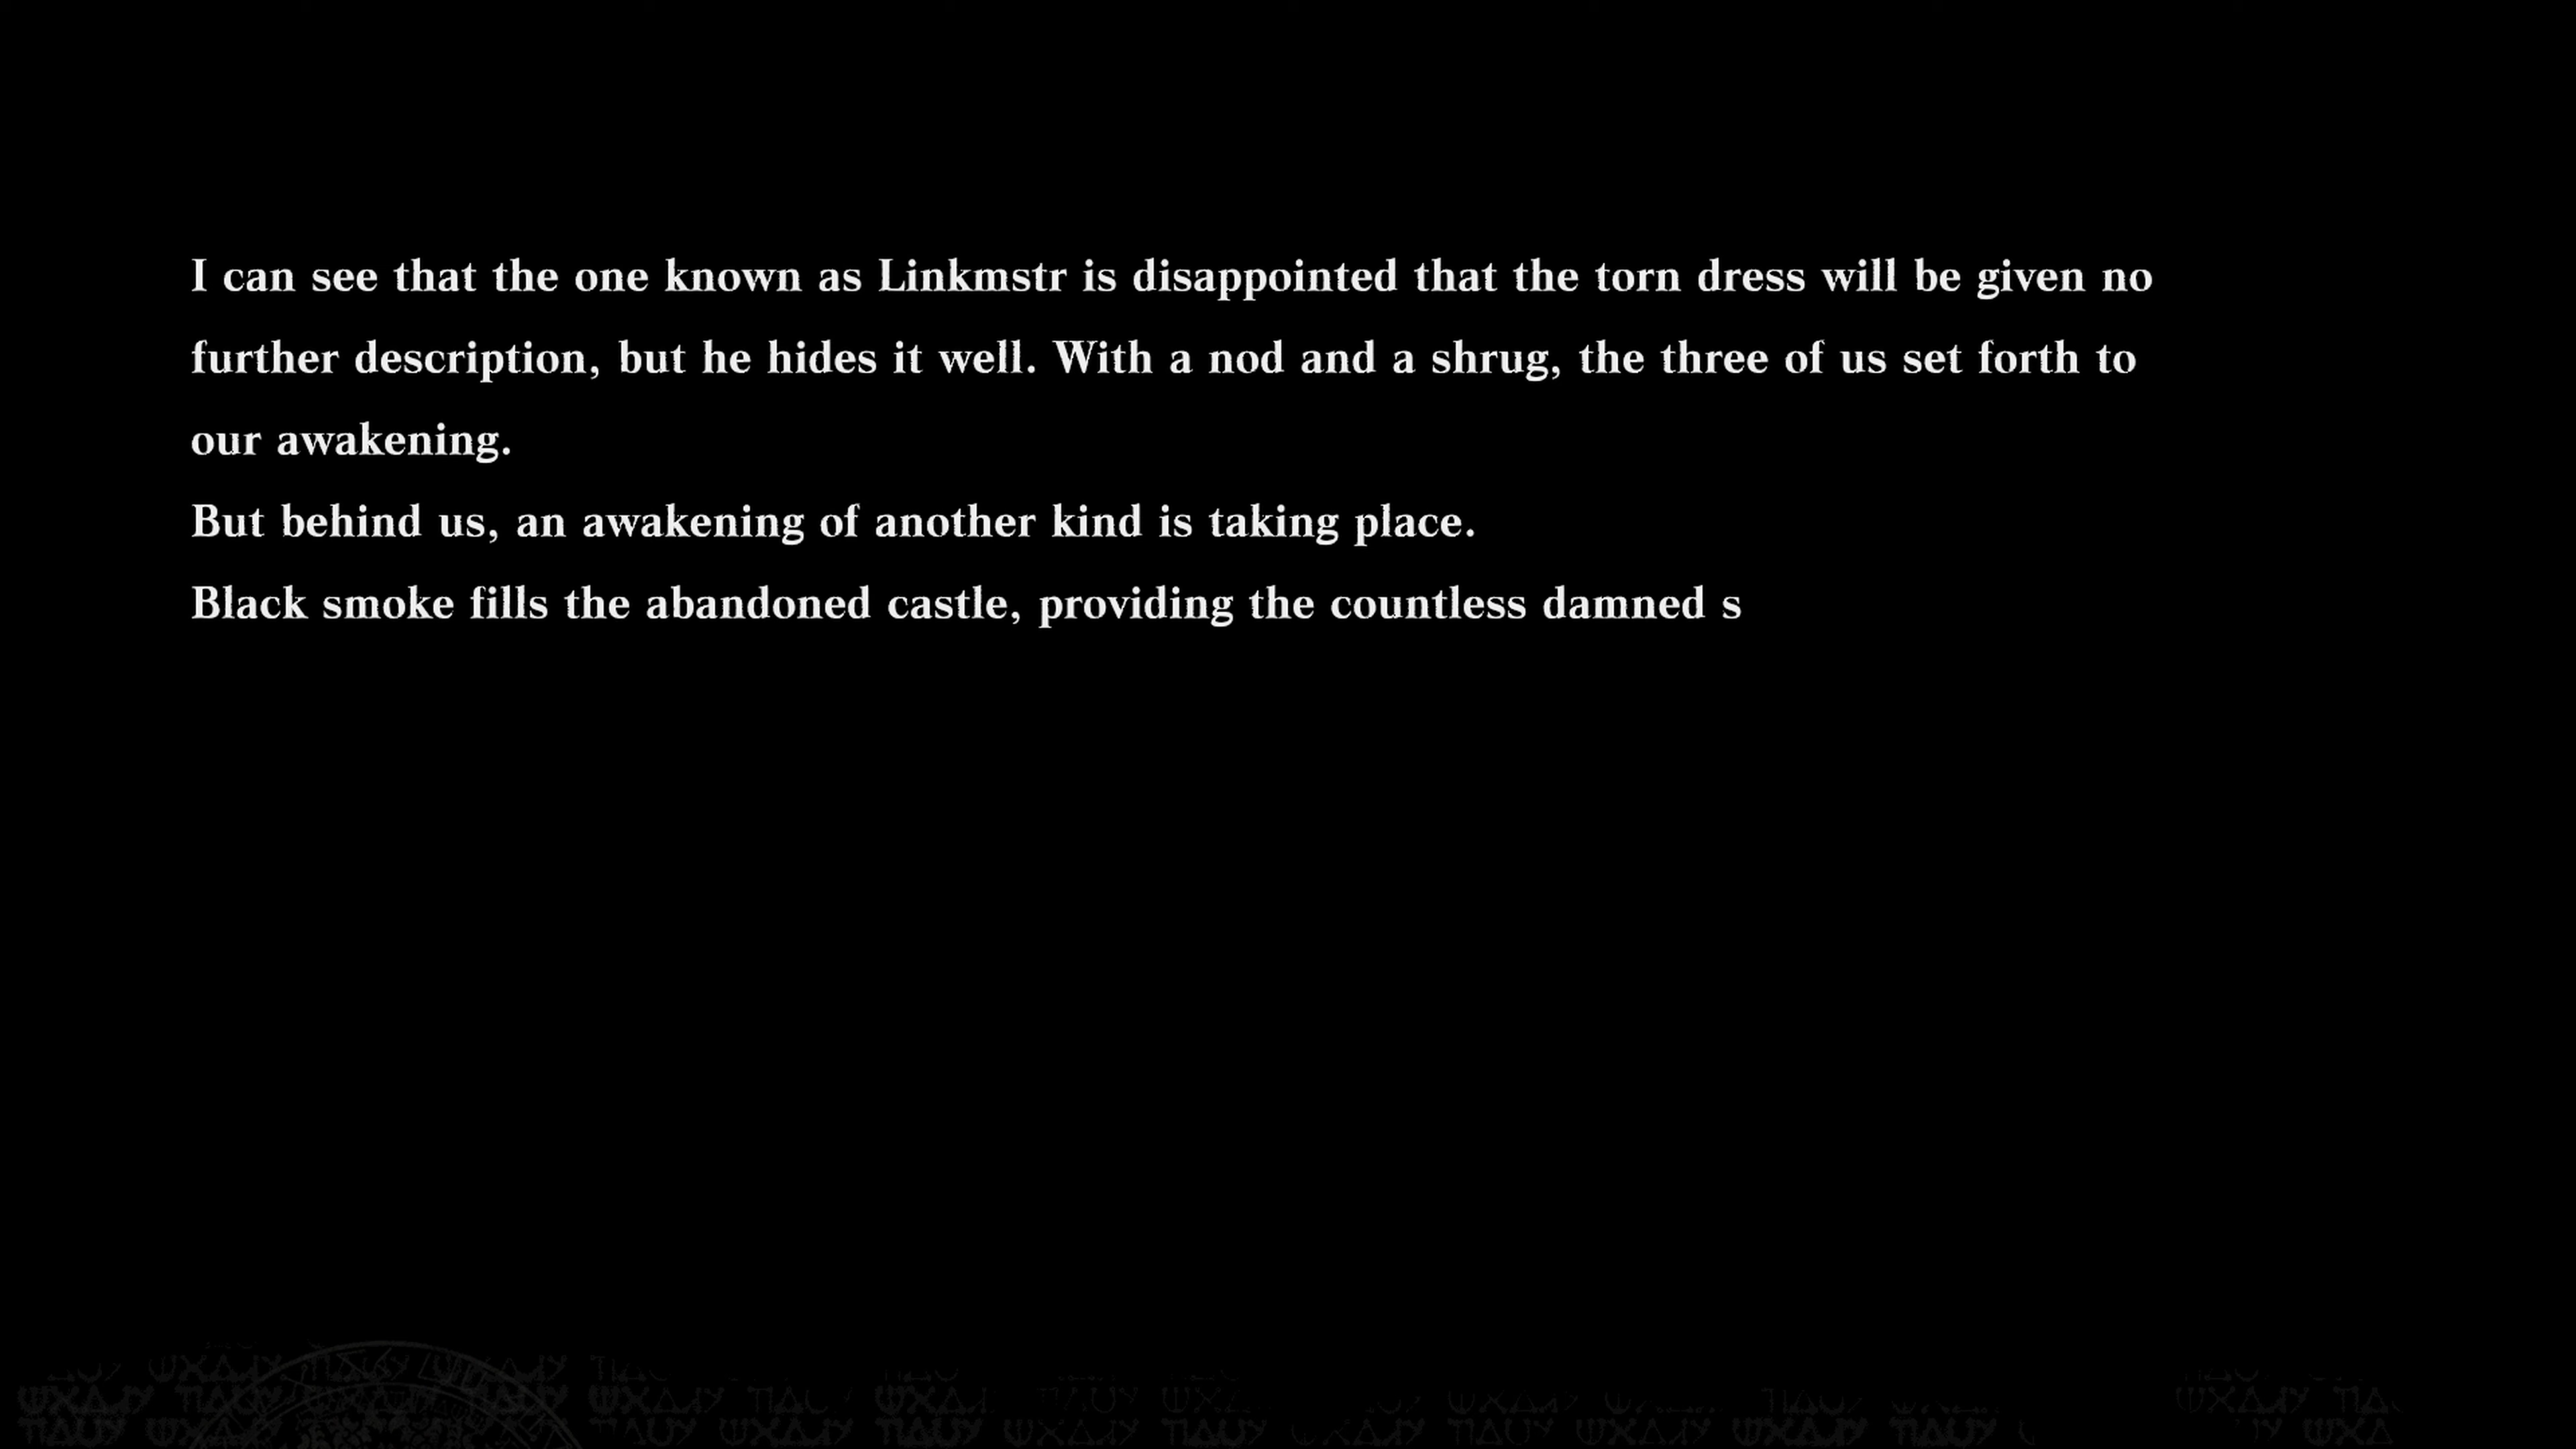 I can see that the one known as Linkmstr is disappointed that the torn dress will be given no
further description, but he hides it well. With a nod and a shrug, the three of us set forth to
our awakening.
But behind us, an awakening of another kind is taking place.
Black smoke fills the abandoned castle, providing the countless damned s